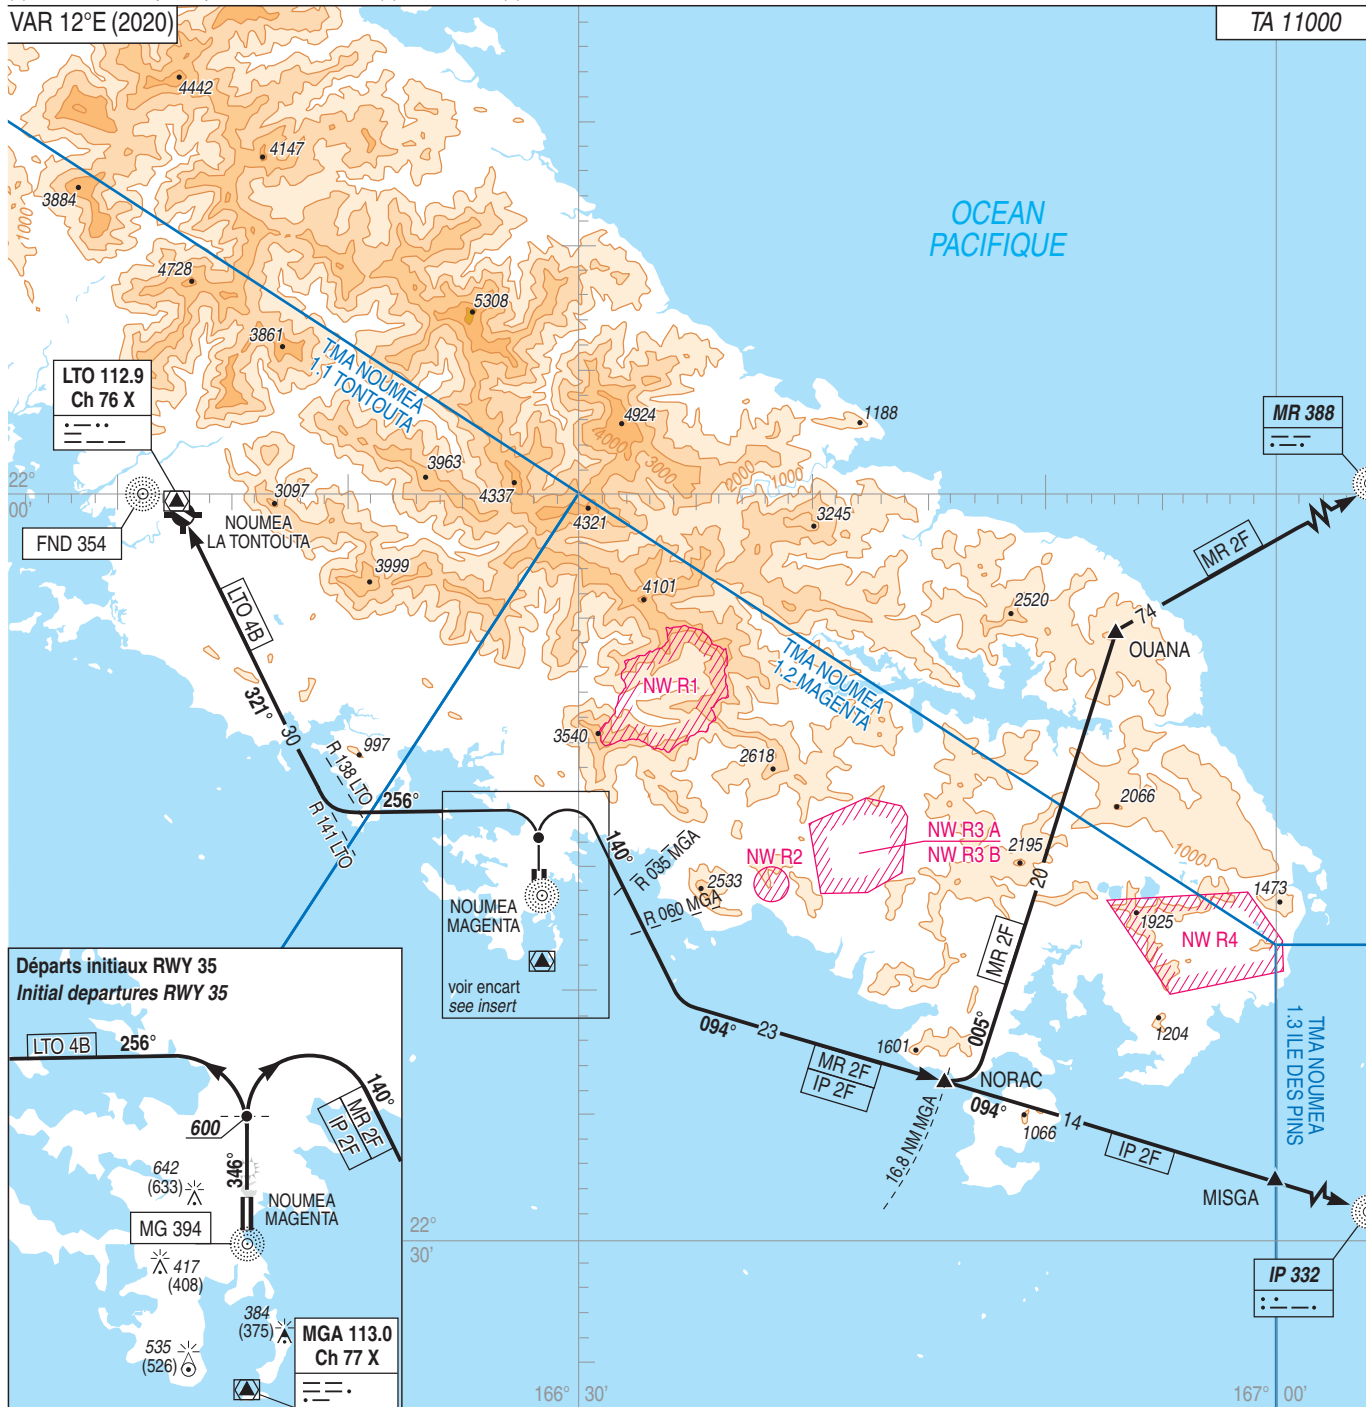 VAR 12°E (2020)
TA 11000
4442
4147
3884
OCEAN
PACIFIQUE
1000
4728
5308
3861
TMA NOUMEA
1.1 TONTOUTA
LTO 112.9
Ch 76 X
4924
1188
MR 388
4000
3000
2000
1000
3963
22°
00'
3097
4337
4321
3245
NOUMEA
LA TONTOUTA
FND 354
MR 2F
3999
4101
2520
74
LTO 4B
OUANA
TMA NOUMEA
1.2 MAGENTA
NW R1
321°
30
3540
997
R 138 LTO
2618
256°
R 141 LTO
2066
140°
R 035 MGA
NW R3 A
NW R3 B
2195
1000
NW R2
20
2533
1473
NOUMEA
MAGENTA
R 060 MGA
1925
NW R4
MR 2F
Départs initiaux RWY 35
Initial departures RWY 35
voir encart
see insert
094°
23
005°
1204
TMA NOUMEA
1.3 ILE DES PINS
LTO 4B
256°
1601
MR 2F
IP 2F
NORAC
140°
MR 2F
IP 2F
094°
600
1066
14
16.8 NM MGA
IP 2F
346°
642
(633)
NOUMEA
MAGENTA
MISGA
MG 394
22°
30'
417
(408)
IP 332
384
(375)
MGA 113.0
Ch 77 X
535
(526)
166° 30'
167° 00'